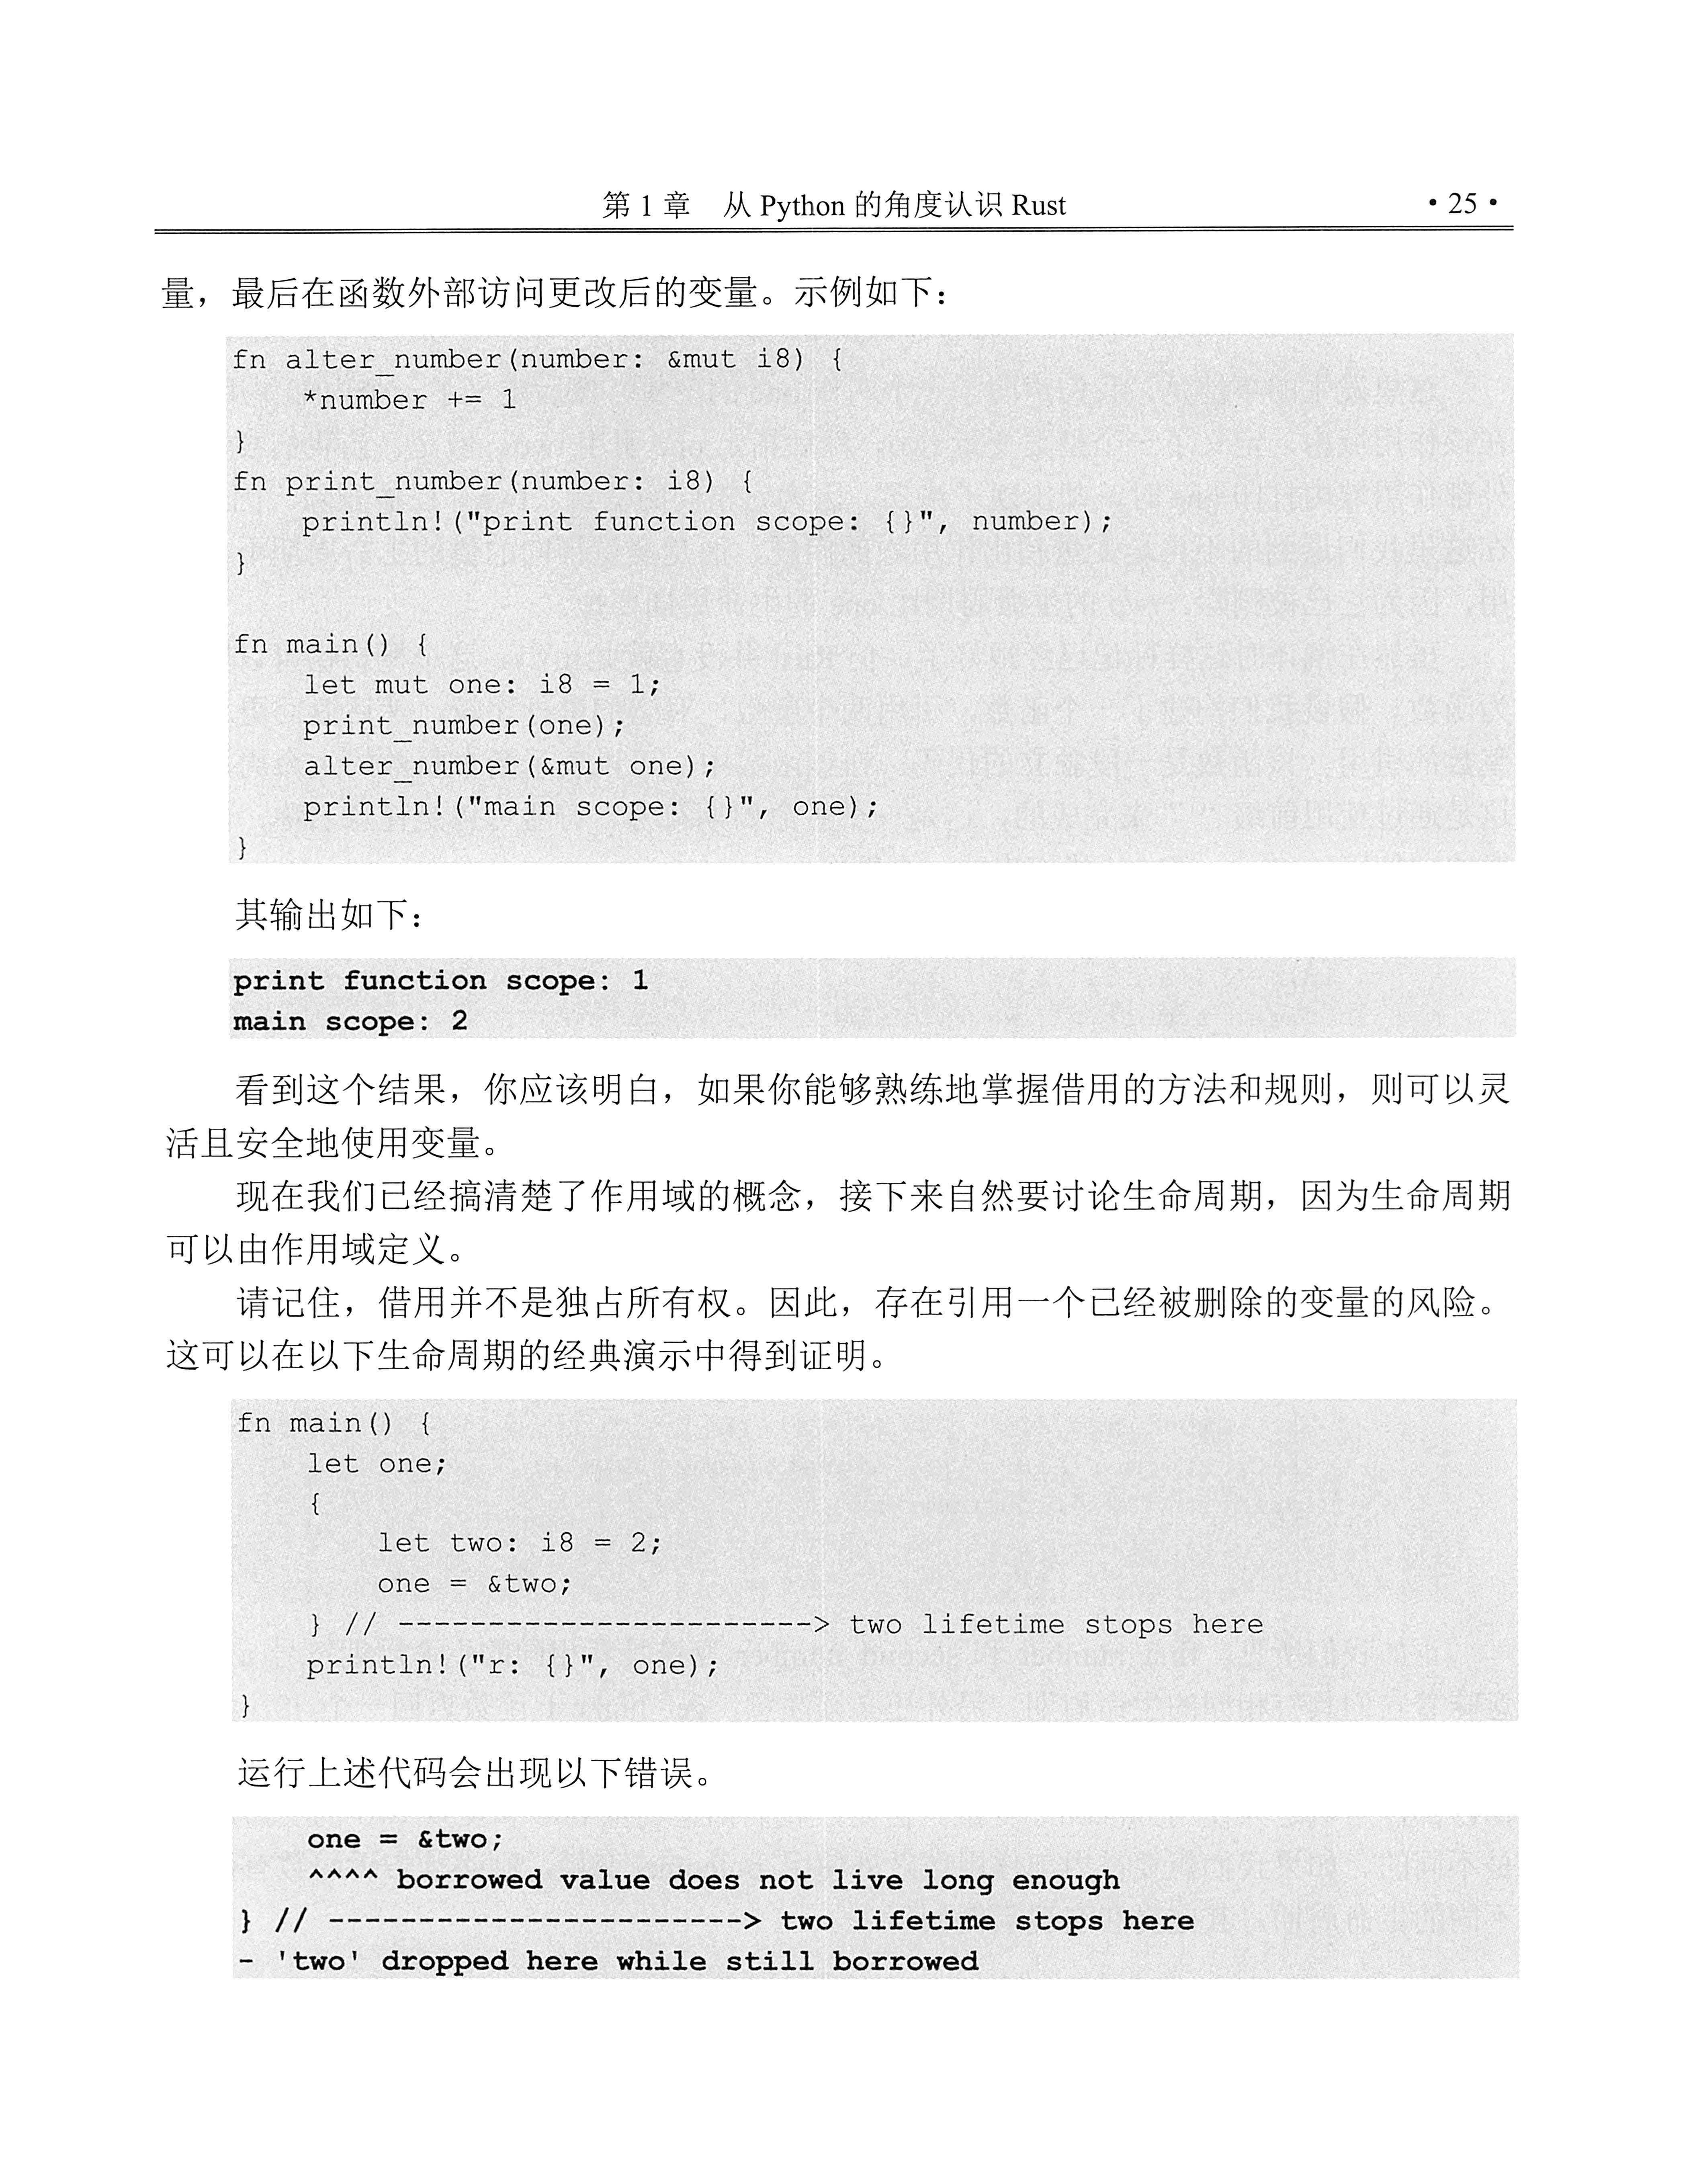 第 1 章　从 Python 的角度认识 Rust　• 25 •
量，最后在函数外部访问更改后的变量。示例如下：
fn alter_number(number: &mut i8) {
    *number += 1
}
fn print_number(number: i8) {
    println!("print function scope: {}", number);
}

fn main() {
    let mut one: i8 = 1;
    print_number(one);
    alter_number(&mut one);
    println!("main scope: {}", one);
}
其输出如下：
print function scope: 1
main scope: 2
看到这个结果，你应该明白，如果你能够熟练地掌握借用的方法和规则，则可以灵
活且安全地使用变量。
现在我们已经搞清楚了作用域的概念，接下来自然要讨论生命周期，因为生命周期
可以由作用域定义。
请记住，借用并不是独占所有权。因此，存在引用一个已经被删除的变量的风险。
这可以在以下生命周期的经典演示中得到证明。
fn main() {
    let one;
    {
        let two: i8 = 2;
        one = &two;
    } // -----------------------> two lifetime stops here
    println!("r: {}", one);
}
运行上述代码会出现以下错误。
    one = &two;
    ^^^^ borrowed value does not live long enough
} // -----------------------> two lifetime stops here
- 'two' dropped here while still borrowed